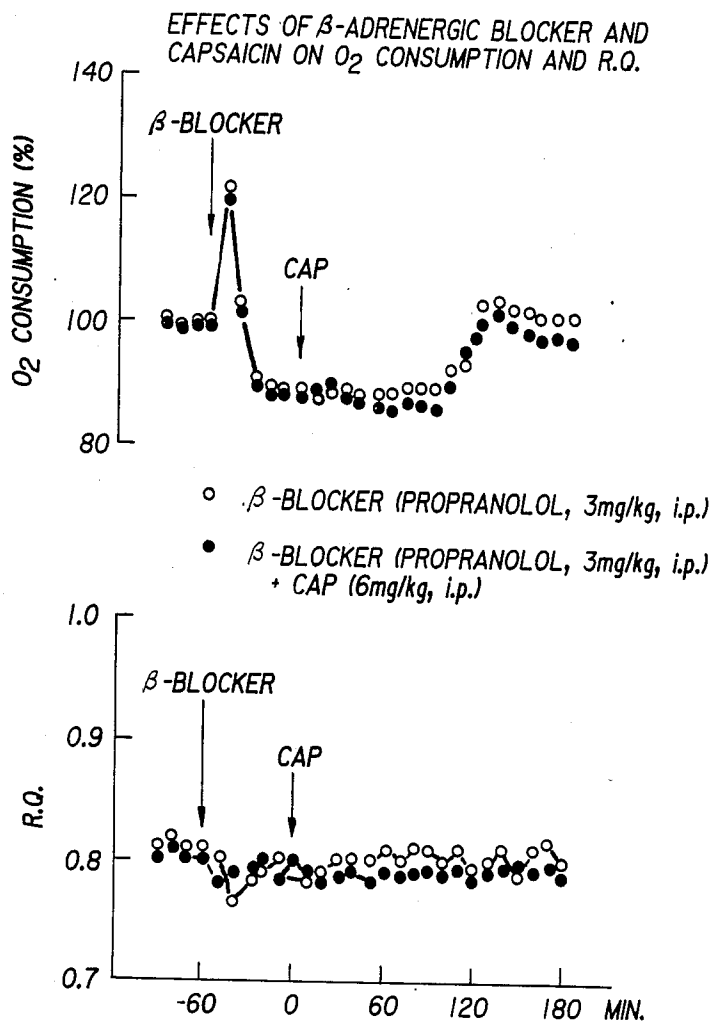 EFFECTS OF β-ADRENERGIC BLOCKER AND
CAPSAICIN ON O₂ CONSUMPTION AND R.Q.
140
120
100
80
O₂ CONSUMPTION (%)
β-BLOCKER
CAP
○ β-BLOCKER (PROPRANOLOL, 3mg/kg, i.p.)
● β-BLOCKER (PROPRANOLOL, 3mg/kg, i.p.)
+ CAP (6mg/kg, i.p.)
1.0
0.9
0.8
0.7
R.Q.
β-BLOCKER
CAP
-60 0 60 120 180 MIN.